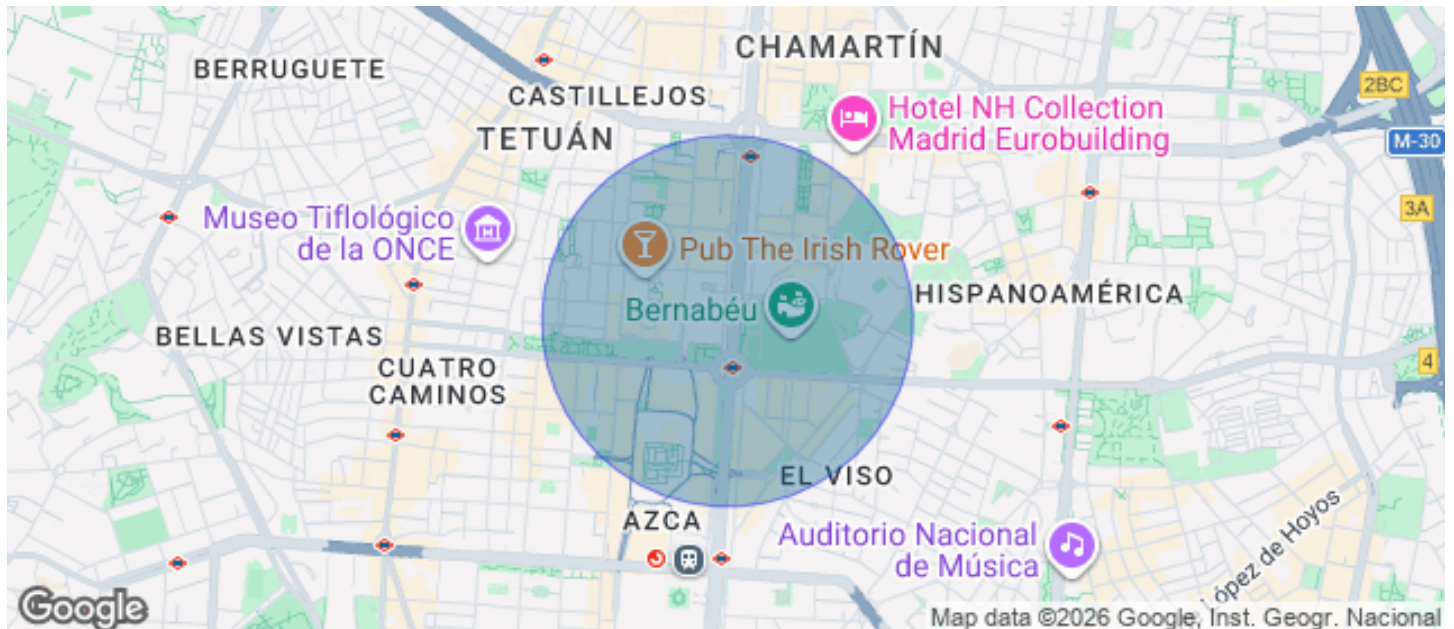 CHAMARTÍN
BERRUGUETE
CASTILLEJOS
2BC
Hotel NH Collection
Madrid Eurobuilding
TETUÁN
M-30
3A
Museo Tiflológico
de la ONCE
Pub The Irish Rover
Bernabéu
HISPANOAMÉRICA
BELLAS VISTAS
CUATRO
CAMINOS
4
EL VISO
AZCA
Auditorio Nacional
de Música
López de Hoyos
Google
Map data ©2026 Google, Inst. Geogr. Nacional